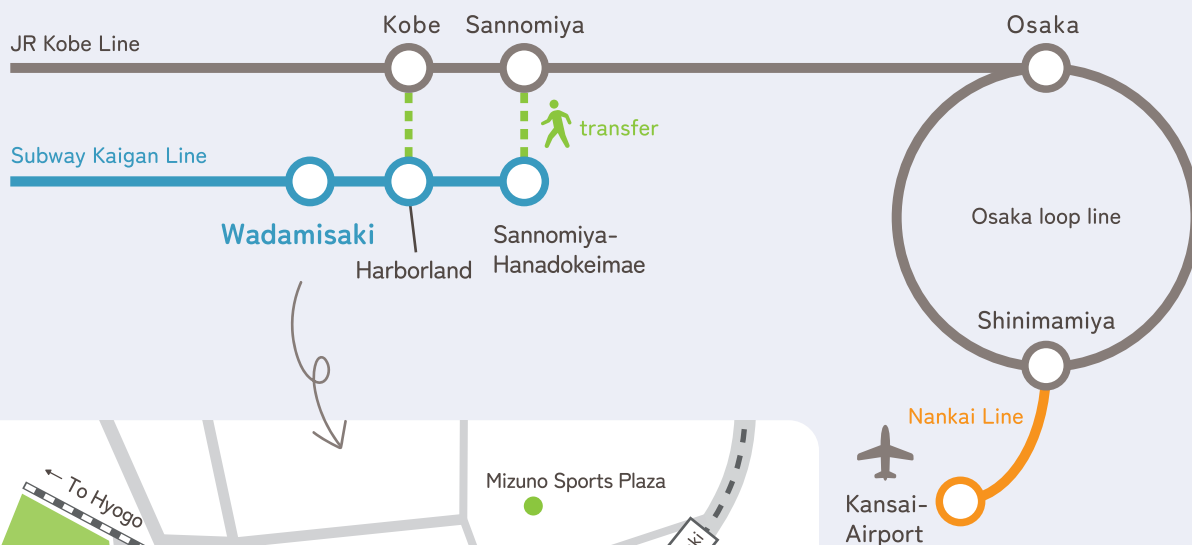 Kobe
Sannomiya
Osaka
JR Kobe Line
transfer
Subway Kaigan Line
Osaka loop line
Wadamisaki
Sannomiya-
Hanadokeimae
Harborland
Shinimamiya
Nankai Line
Kansai-
Airport
Mizuno Sports Plaza
To Hyogo
ki